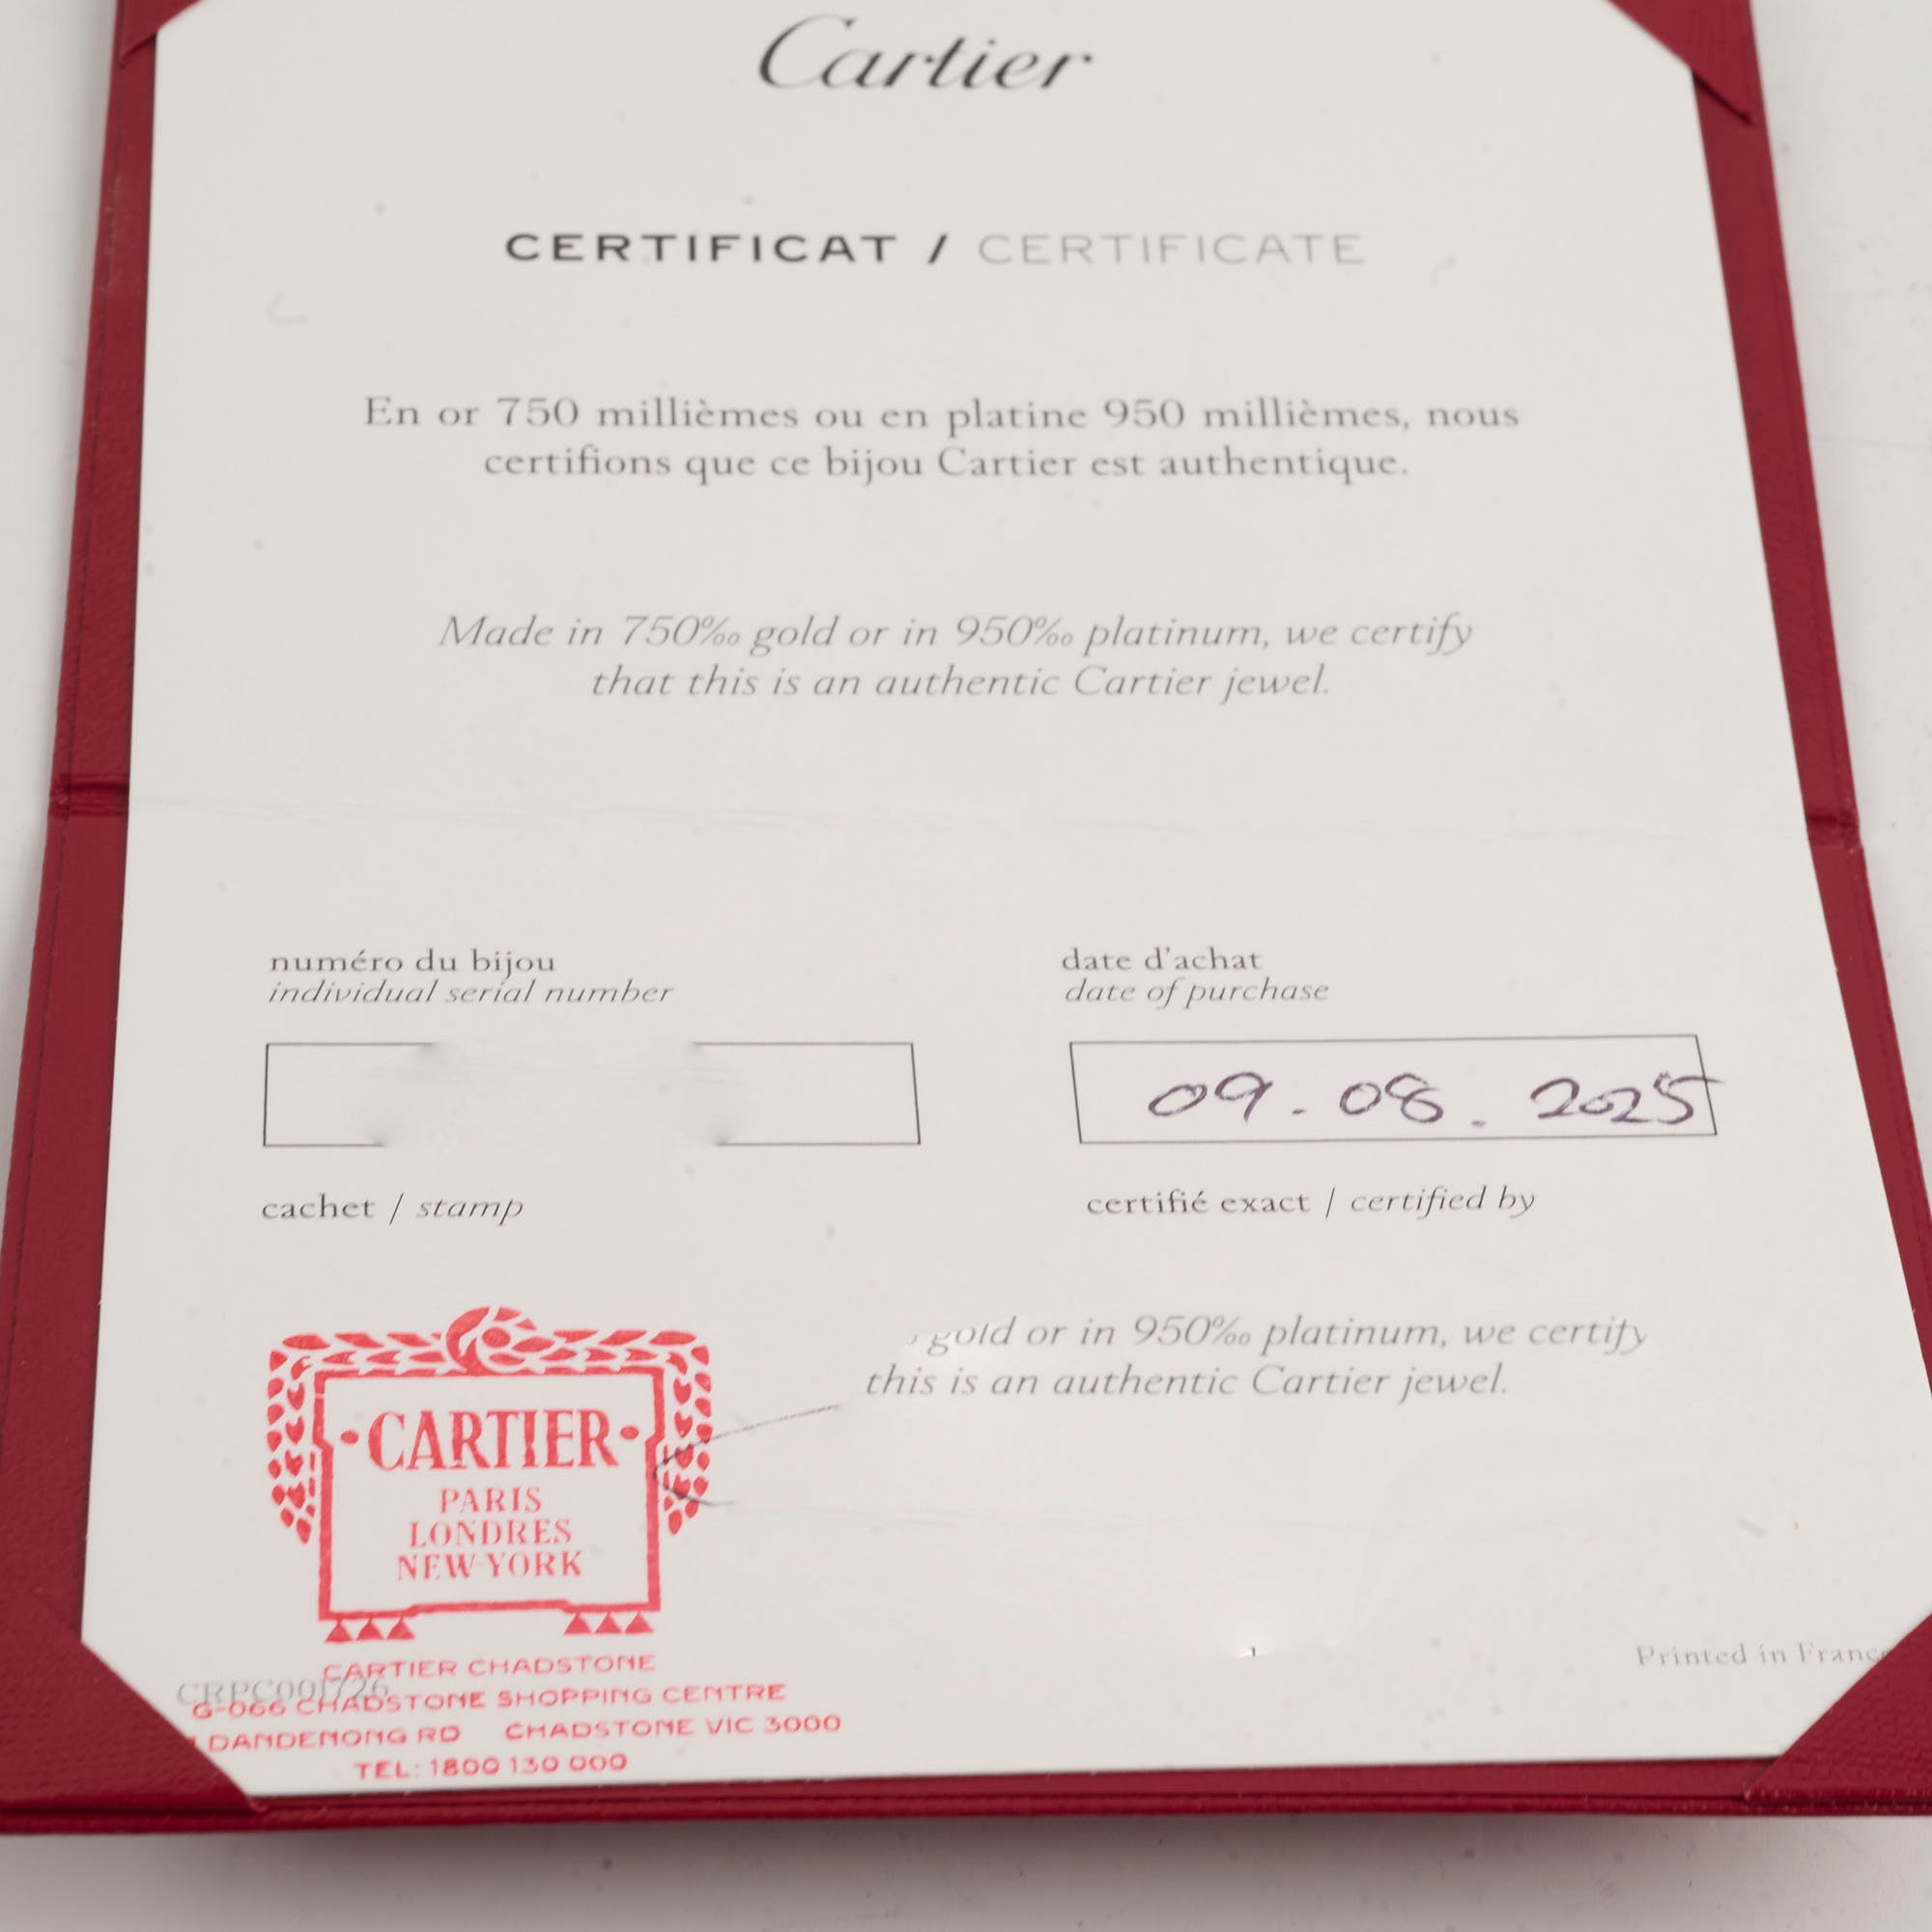 Cartier
CERTIFICAT / CERTIFICATE
En or 750 millièmes ou en platine 950 millièmes, nous
certifions que ce bijou Cartier est authentique.
Made in 750‰ gold or in 950‰ platinum, we certify
that this is an authentic Cartier jewel.
numéro du bijou
individual serial number
date d'achat
date of purchase
09.08.2025
cachet / stamp
certifié exact / certified by
gold or in 950‰ platinum, we certify
this is an authentic Cartier jewel.
·CARTIER·
PARIS
LONDRES
NEW-YORK
Printed in France
CARTIER CHADSTONE
CRPC001726
G-066 CHADSTONE SHOPPING CENTRE
DANDENONG RD CHADSTONE VIC 3000
TEL: 1800 130 000